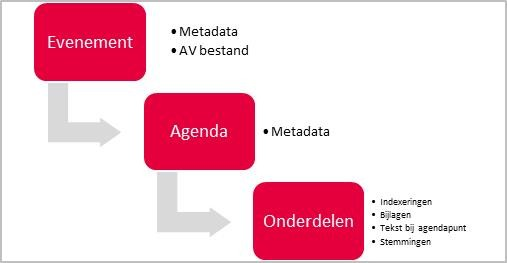 Evenement
• Metadata
• AV bestand
Agenda
• Metadata
Onderdelen
• Indexeringen
• Bijlagen
• Tekst bij agendapunt
• Stemmingen